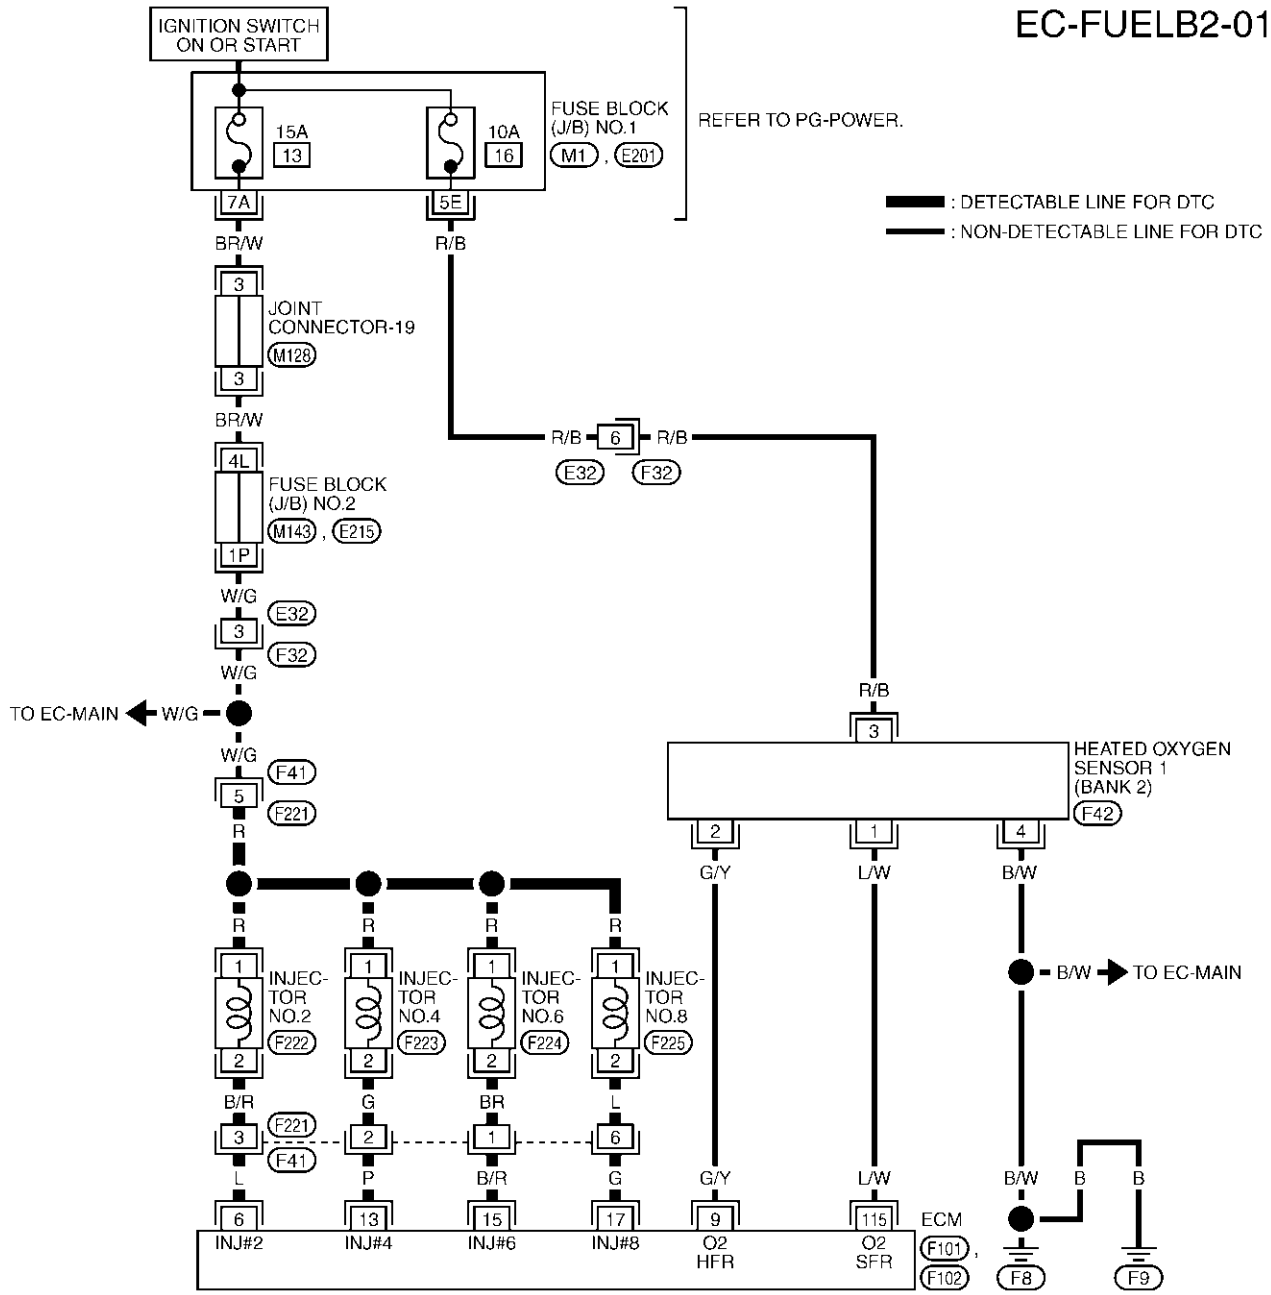 EC-FUELB2-01
IGNITION SWITCH
ON OR START
15A
13
10A
16
FUSE BLOCK
(J/B) NO.1
M1 , E201
REFER TO PG-POWER.
7A
5E
: DETECTABLE LINE FOR DTC
: NON-DETECTABLE LINE FOR DTC
BR/W
R/B
3
JOINT
CONNECTOR-19
M128
3
BR/W
R/B
6
R/B
E32
F32
4L
FUSE BLOCK
(J/B) NO.2
M143 , E215
1P
W/G
E32
3
F32
W/G
R/B
TO EC-MAIN
W/G
3
W/G
F41
5
F221
HEATED OXYGEN
SENSOR 1
(BANK 2)
F42
R
2
1
4
G/Y
L/W
B/W
R
R
R
R
1
1
1
1
INJEC-
TOR
NO.2
F222
INJEC-
TOR
NO.4
F223
INJEC-
TOR
NO.6
F224
INJEC-
TOR
NO.8
F225
B/W
TO EC-MAIN
2
2
2
2
B/R
G
BR
L
F221
3
2
1
6
F41
L
P
B/R
G
G/Y
L/W
B/W
B
B
6
13
15
17
9
115
ECM
INJ#2
INJ#4
INJ#6
INJ#8
O2
HFR
O2
SFR
F101 ,
F102
F8
F9